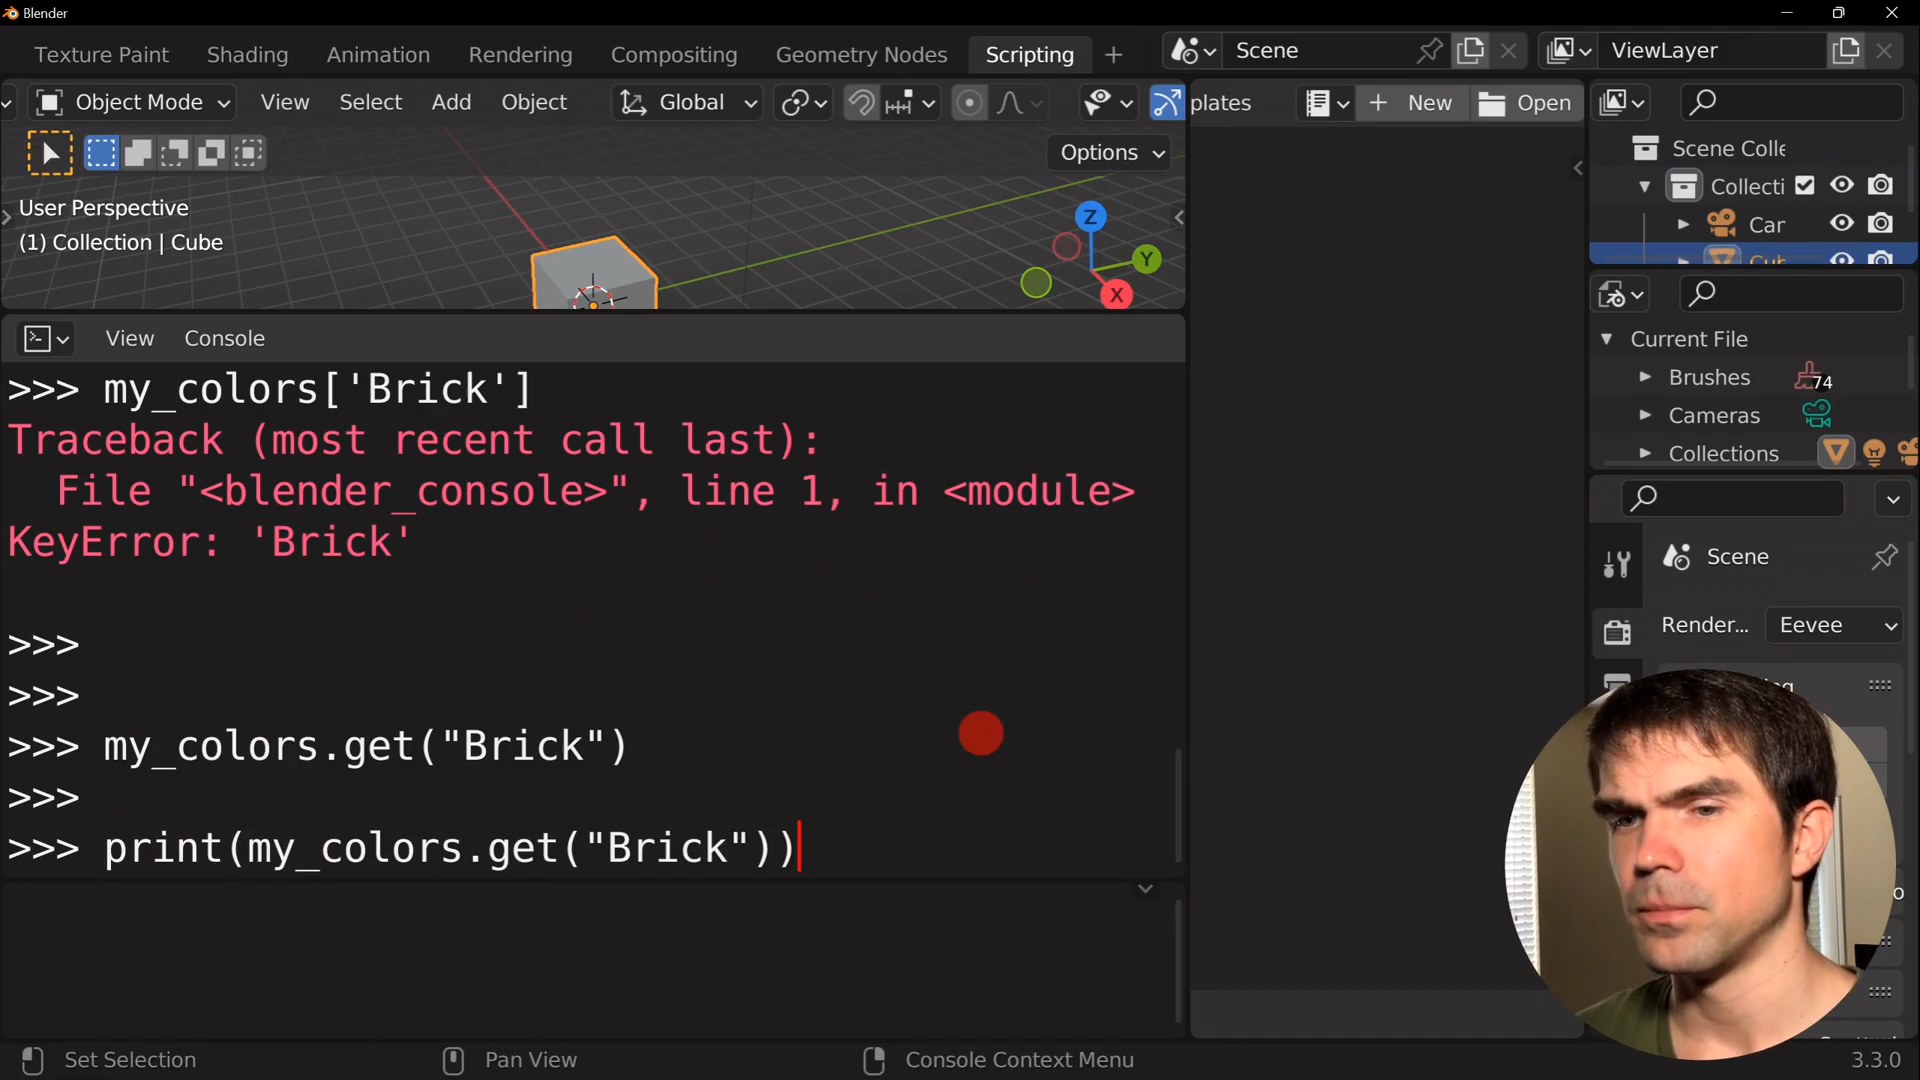 Blender
Texture Paint Shading Animation Rendering Compositing Geometry Nodes Scripting + Scene ViewLayer
Object Mode View Select Add Object Global plates + New Open
Options
User Perspective
(1) Collection | Cube
Z
Y
X
Scene Colle
Collecti
Car
Cub
View Console
Current File
Brushes 74
Cameras
Collections
>>> my_colors['Brick']
Traceback (most recent call last):
File "<blender_console>", line 1, in <module>
KeyError: 'Brick'
>>>
>>>
>>> my_colors.get("Brick")
>>>
>>> print(my_colors.get("Brick"))
Scene
Render... Eevee
Set Selection Pan View Console Context Menu 3.3.0